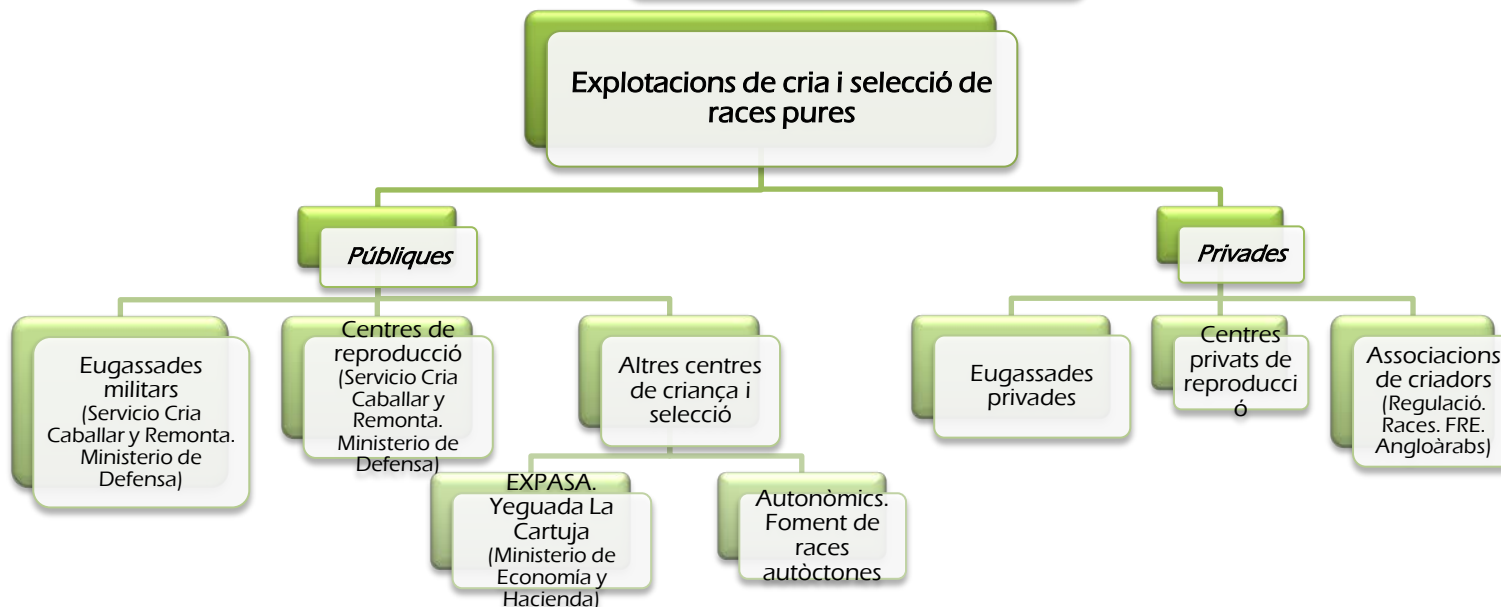 Explotacions de cria i selecció de
races pures
Públiques
Privades
Eugassades
militars
(Servicio Cria
Caballar y Remonta.
Ministerio de
Defensa)
Centres de
reproducció
(Servicio Cria
Caballar y
Remonta.
Ministerio de
Defensa)
Altres centres
de criança i
selecció
Eugassades
privades
Centres
privats de
reproducci
ó
Associacions
de criadors
(Regulació.
Races. FRE.
Angloàrabs)
EXPASA.
Yeguada La
Cartuja
(Ministerio de
Economía y
Hacienda)
Autonòmics.
Foment de
races
autòctones